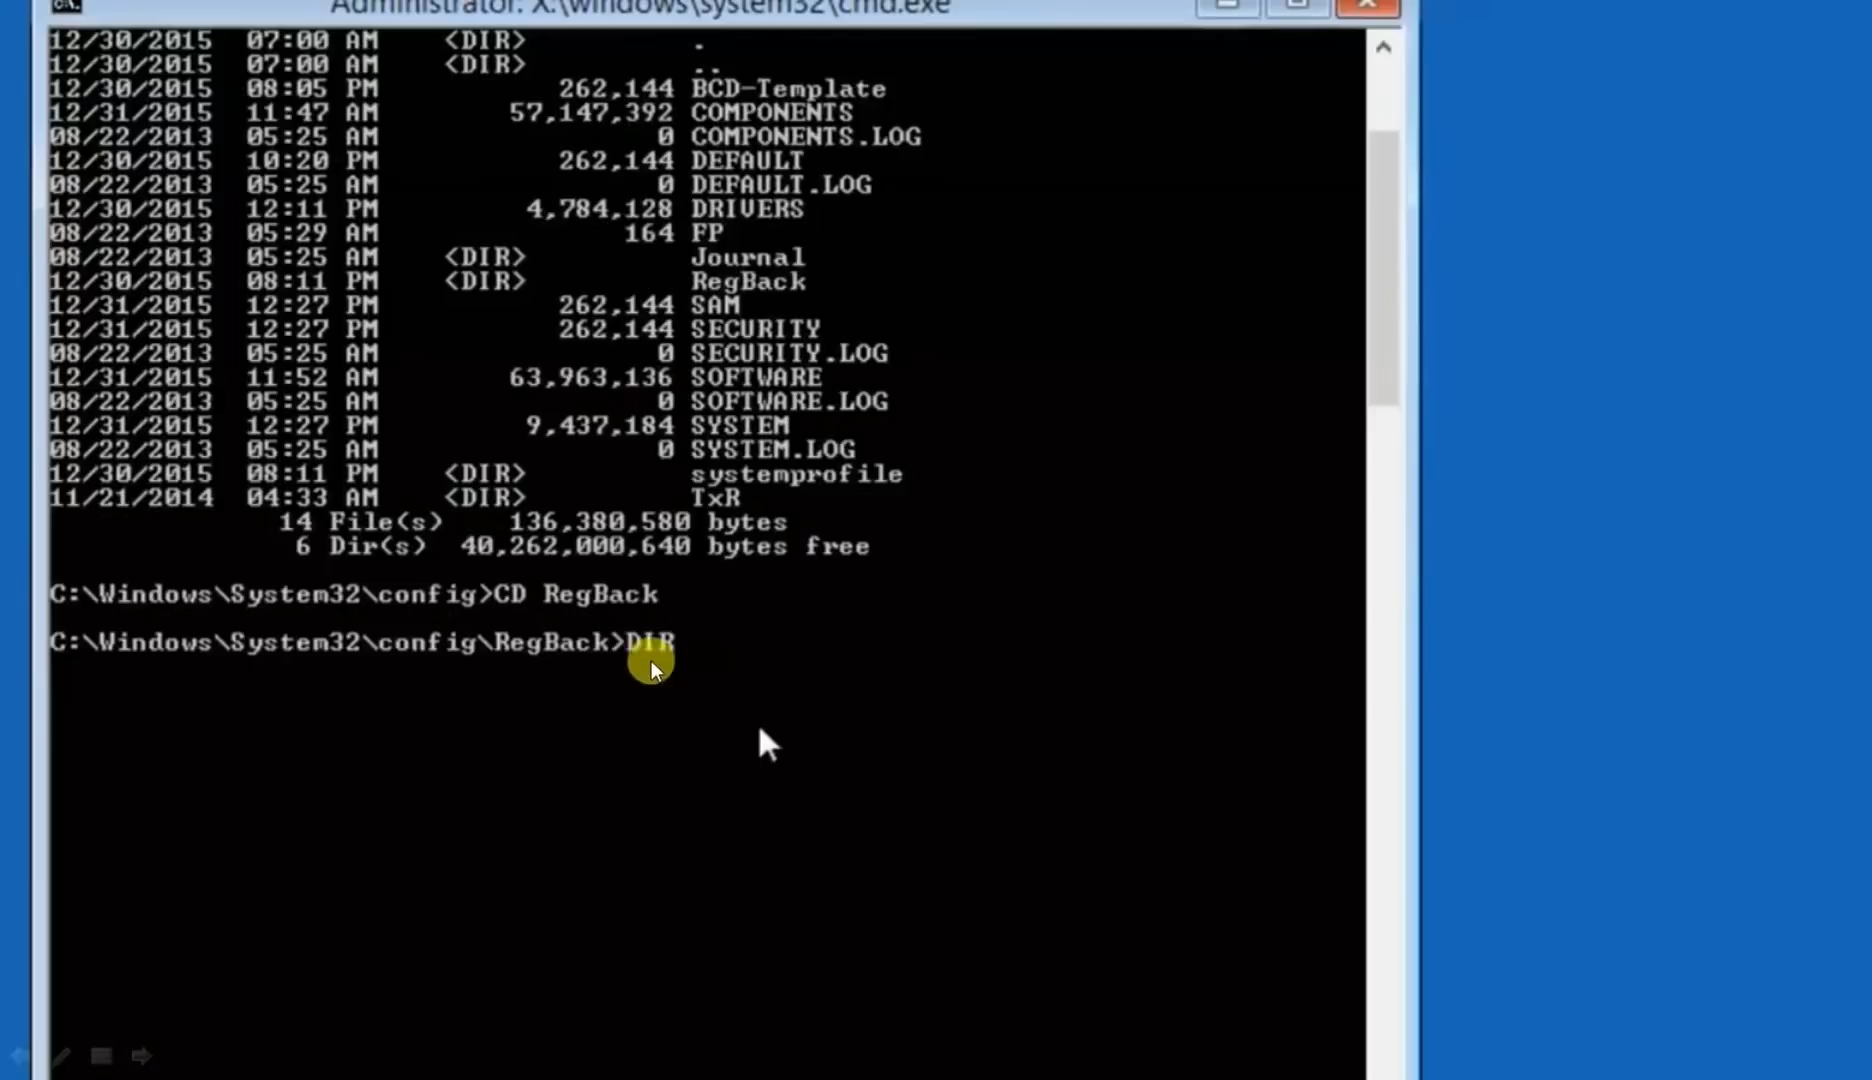 Administrator: X:\windows\system32\cmd.exe
12/30/2015  07:00 AM    <DIR>          .
12/30/2015  07:00 AM    <DIR>          ..
12/30/2015  08:05 PM           262,144 BCD-Template
12/31/2015  11:47 AM        57,147,392 COMPONENTS
08/22/2013  05:25 AM                 0 COMPONENTS.LOG
12/30/2015  10:20 PM           262,144 DEFAULT
08/22/2013  05:25 AM                 0 DEFAULT.LOG
12/30/2015  12:11 PM         4,784,128 DRIVERS
08/22/2013  05:29 AM               164 FP
08/22/2013  05:25 AM    <DIR>          Journal
12/30/2015  08:11 PM    <DIR>          RegBack
12/31/2015  12:27 PM           262,144 SAM
12/31/2015  12:27 PM           262,144 SECURITY
08/22/2013  05:25 AM                 0 SECURITY.LOG
12/31/2015  11:52 AM        63,963,136 SOFTWARE
08/22/2013  05:25 AM                 0 SOFTWARE.LOG
12/31/2015  12:27 PM         9,437,184 SYSTEM
08/22/2013  05:25 AM                 0 SYSTEM.LOG
12/30/2015  08:11 PM    <DIR>          systemprofile
11/21/2014  04:33 AM    <DIR>          TxR
14 File(s)    136,380,580 bytes
6 Dir(s)  40,262,000,640 bytes free
C:\Windows\System32\config>CD RegBack
C:\Windows\System32\config\RegBack>DIR